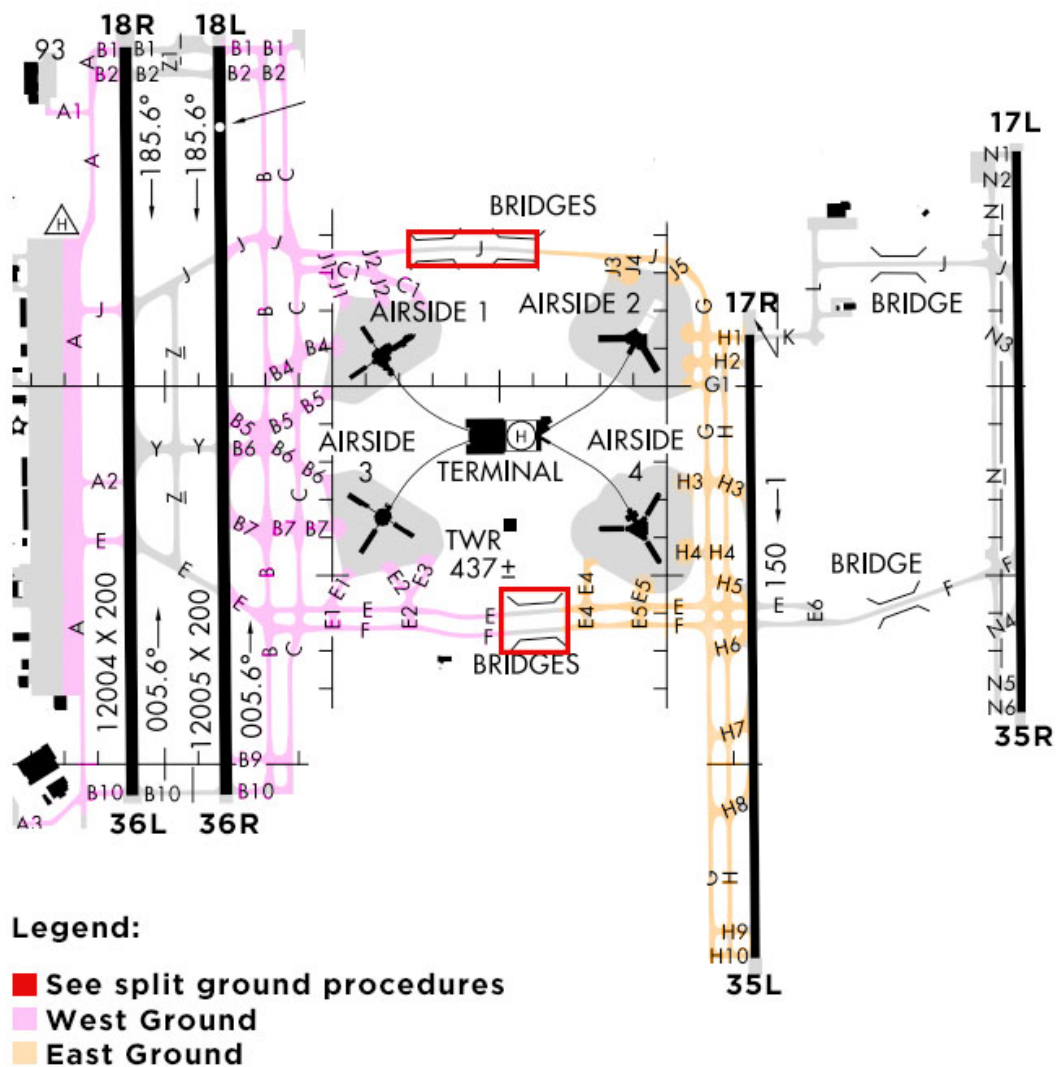 18R 18L
93 B1 B1 B1 B1
A Z|
B2 B2 B2 B2
A1
185.6° 185.6°
17L
N1
N2
A B C
H
BRIDGES
Z|
J J J J1 J2 J J J3 J4 J5 J J
C1 J1 J2 C1
BRIDGE
L
AIRSIDE 1 AIRSIDE 2
G 17R
J B C
H1 K N3
A Z| B4 B4 H2
G1
B5 B5 B5
AIRSIDE AIRSIDE
3 4
H
TERMINAL
G H
Y Y B6 B6 B6
A2 Z| C H3 H3 Z|
B7 B7 B7
TWR
437±
E
H4 H4
150 1
BRIDGE
E B E1 E2 E3 E4 E5 H5 F
E E E E E E6 F
E1 E2 E4 E5
F F F
N4
A B C BRIDGES H6
12004 X 200
005.6°
12005 X 200
005.6°
N5
N6
35R
H7
B9
B10 B10 B10
H8
A3
36L 36R
G H
H9
H10
35L
Legend:
See split ground procedures
West Ground
East Ground